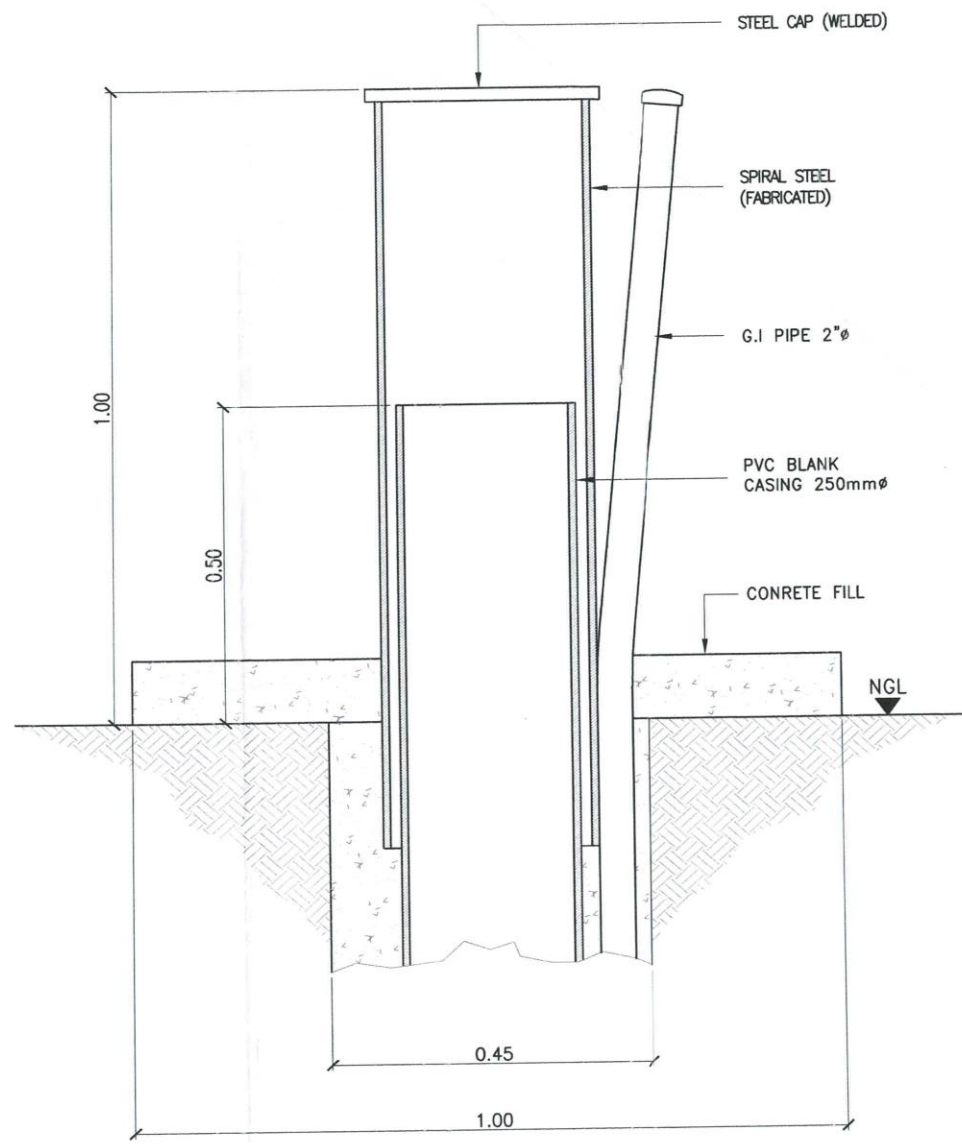 STEEL CAP (WELDED)
SPIRAL STEEL
(FABRICATED)
G.I PIPE 2"ø
1.00
PVC BLANK
CASING 250mmø
0.50
CONRETE FILL
NGL
0.45
1.00